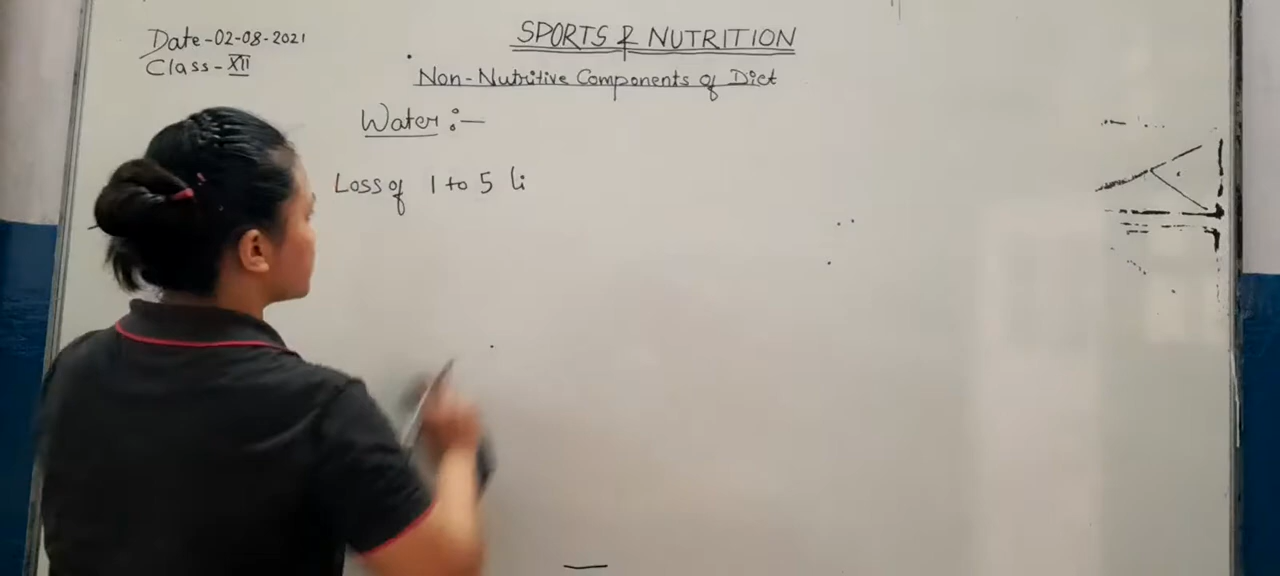 Date-02-08-2021
Class-XII
SPORTS & NUTRITION
Non-Nutritive Components of Diet
Water:-
Loss of 1 to 5 li